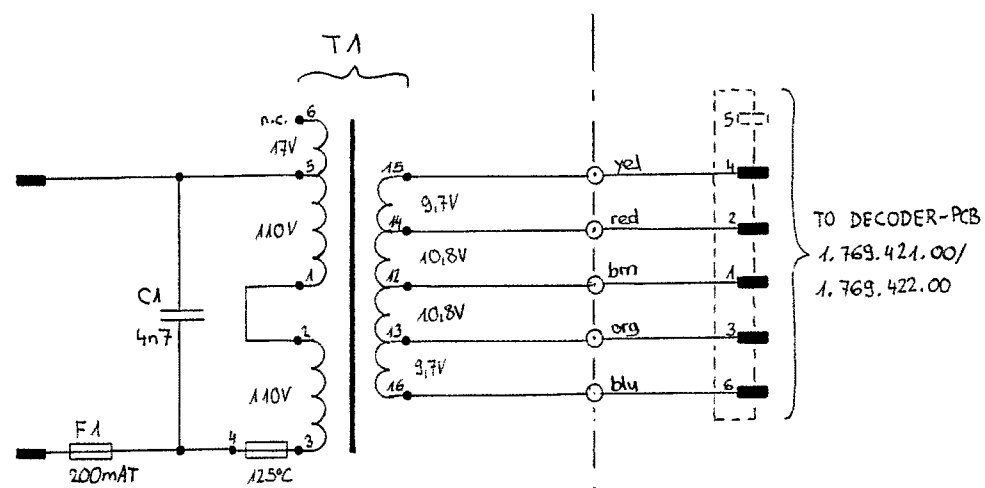 T1
n.c. 6
17V
5
110V
1
2
110V
3
4
125°C
C1
4n7
F1
200mAT
15
9,7V
14
10,8V
12
10,8V
13
9,7V
16
yel
red
brn
org
blu
5
4
2
1
3
6
TO DECODER-PCB
1.769.421.00/
1.769.422.00